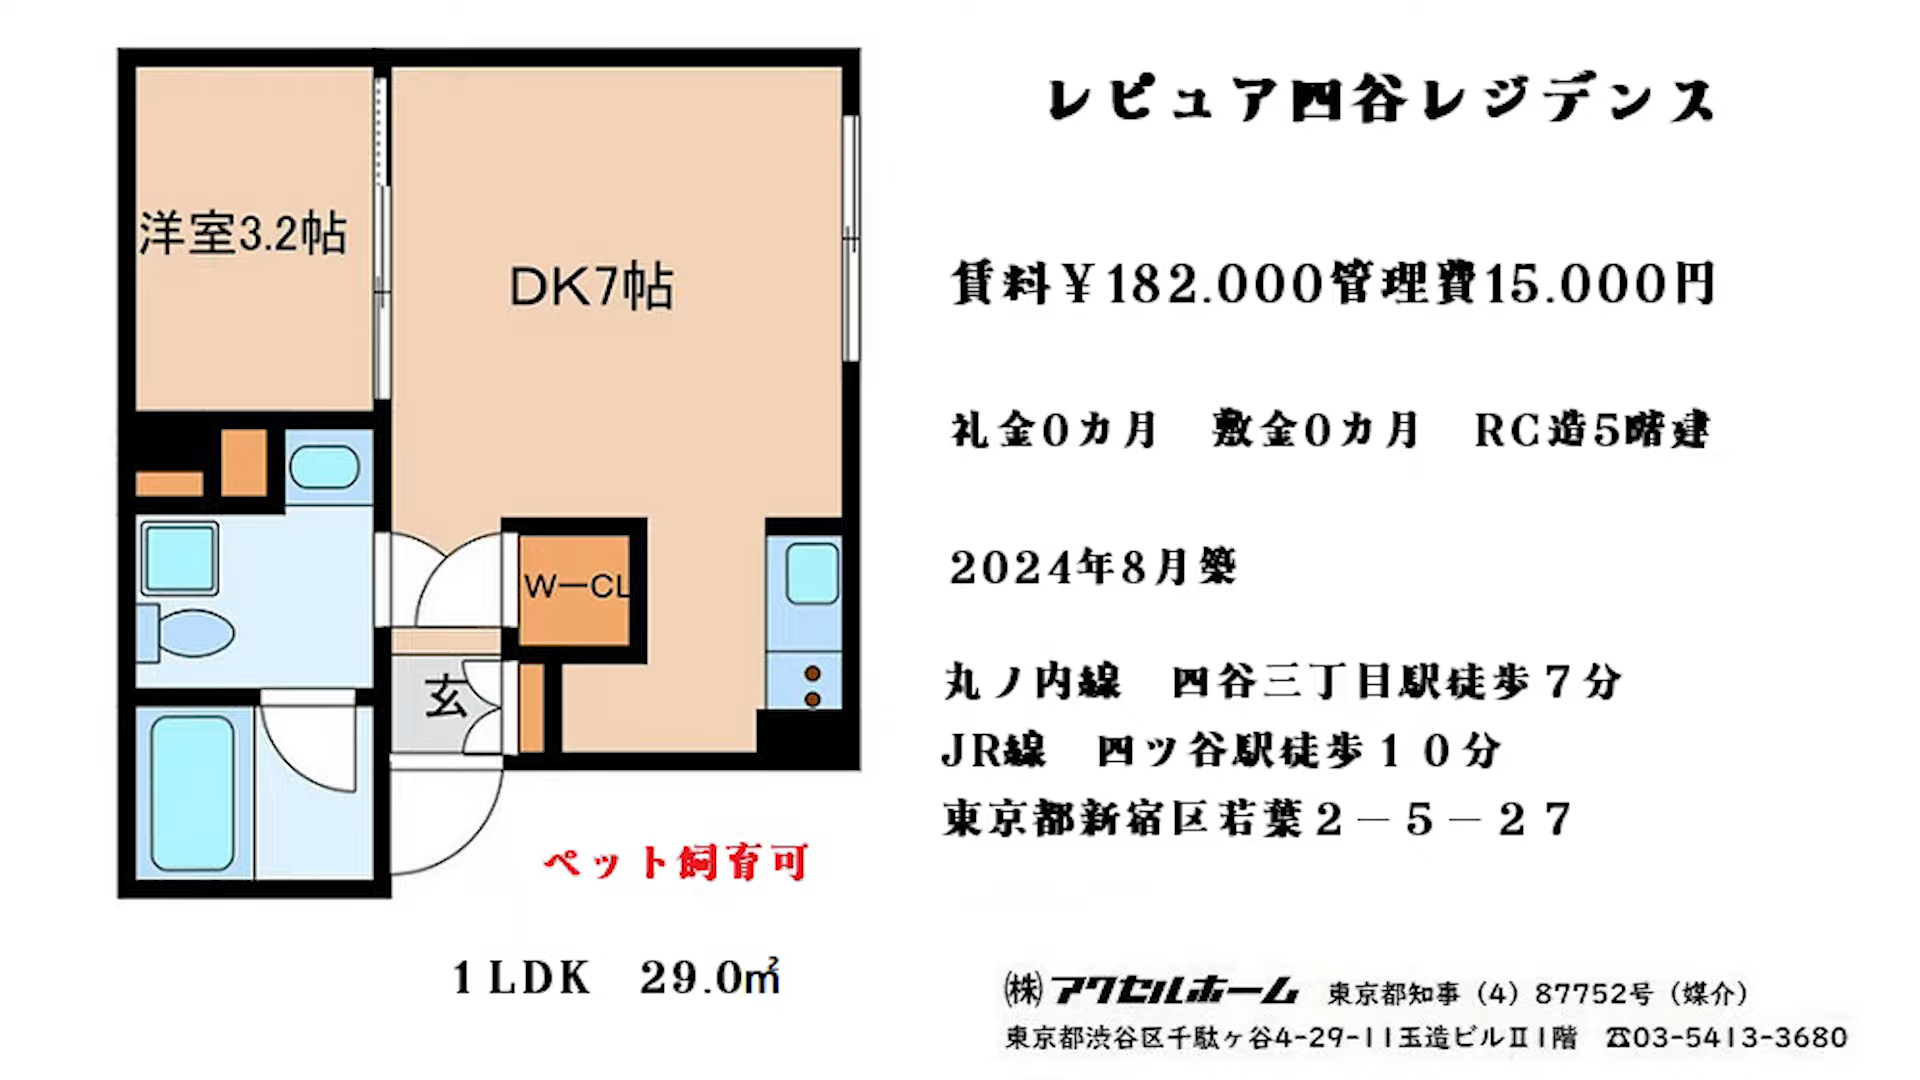 レピュア四谷レジデンス
洋室3.2帖
DK7帖
賃料￥182.000管理費15.000円
礼金0カ月　敷金0カ月　RC造5階建
2024年8月築
W－CL
玄
丸ノ内線　四谷三丁目駅徒歩７分
JR線　四ツ谷駅徒歩１０分
東京都新宿区若葉２－５－２７
ペット飼育可
１LDK　29.0㎡
㈱アクセルホーム　東京都知事（4）87752号（媒介）
東京都渋谷区千駄ヶ谷4-29-11玉造ビルⅡ1階　☎03-5413-3680